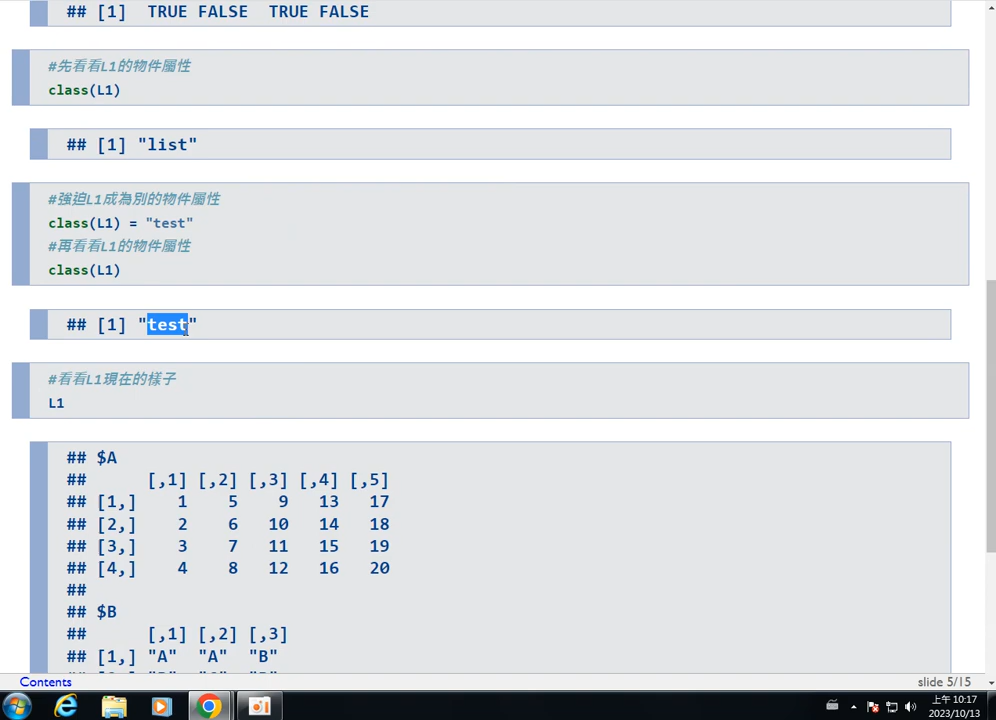 ## [1]  TRUE FALSE  TRUE FALSE
#先看看L1的物件屬性
class(L1)
## [1] "list"
#強迫L1成為別的物件屬性
class(L1) = "test"
#再看看L1的物件屬性
class(L1)
## [1] "test"
#看看L1現在的樣子
L1
## $A
##      [,1] [,2] [,3] [,4] [,5]
## [1,]    1    5    9   13   17
## [2,]    2    6   10   14   18
## [3,]    3    7   11   15   19
## [4,]    4    8   12   16   20
##
## $B
##      [,1] [,2] [,3]
## [1,] "A"  "A"  "B"
Contents
slide 5/15
上午 10:17
2023/10/13